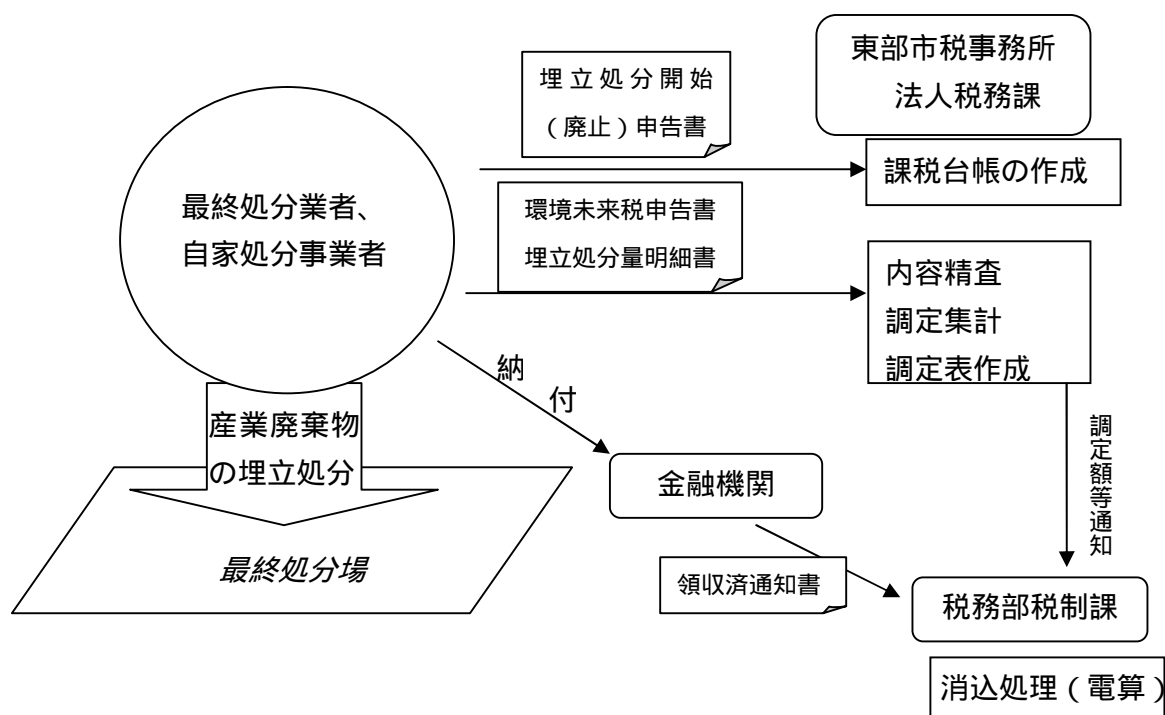 東部市税事務所
法人税務課
埋立処分開始
（廃止）申告書
課税台帳の作成
最終処分業者、
自家処分事業者
環境未来税申告書
埋立処分量明細書
内容精査
調定集計
調定表作成
納付
産業廃棄物
の埋立処分
調定額等通知
金融機関
最終処分場
領収済通知書
税務部税制課
消込処理（電算）